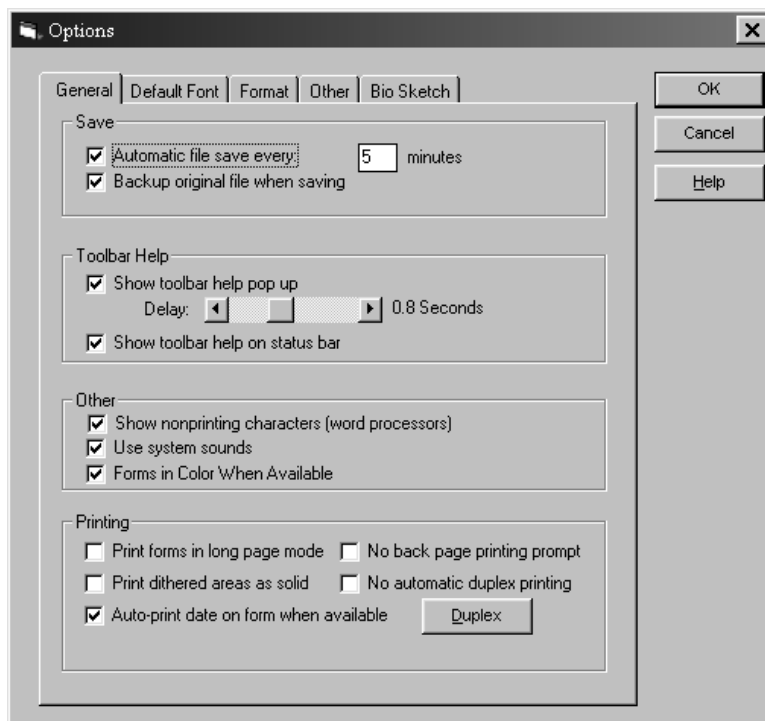 Options
General Default Font Format Other Bio Sketch
OK
Cancel
Help
Save
Automatic file save every: 5 minutes
Backup original file when saving
Toolbar Help
Show toolbar help pop up
Delay: 0.8 Seconds
Show toolbar help on status bar
Other
Show nonprinting characters (word processors)
Use system sounds
Forms in Color When Available
Printing
Print forms in long page mode No back page printing prompt
Print dithered areas as solid No automatic duplex printing
Auto-print date on form when available Duplex